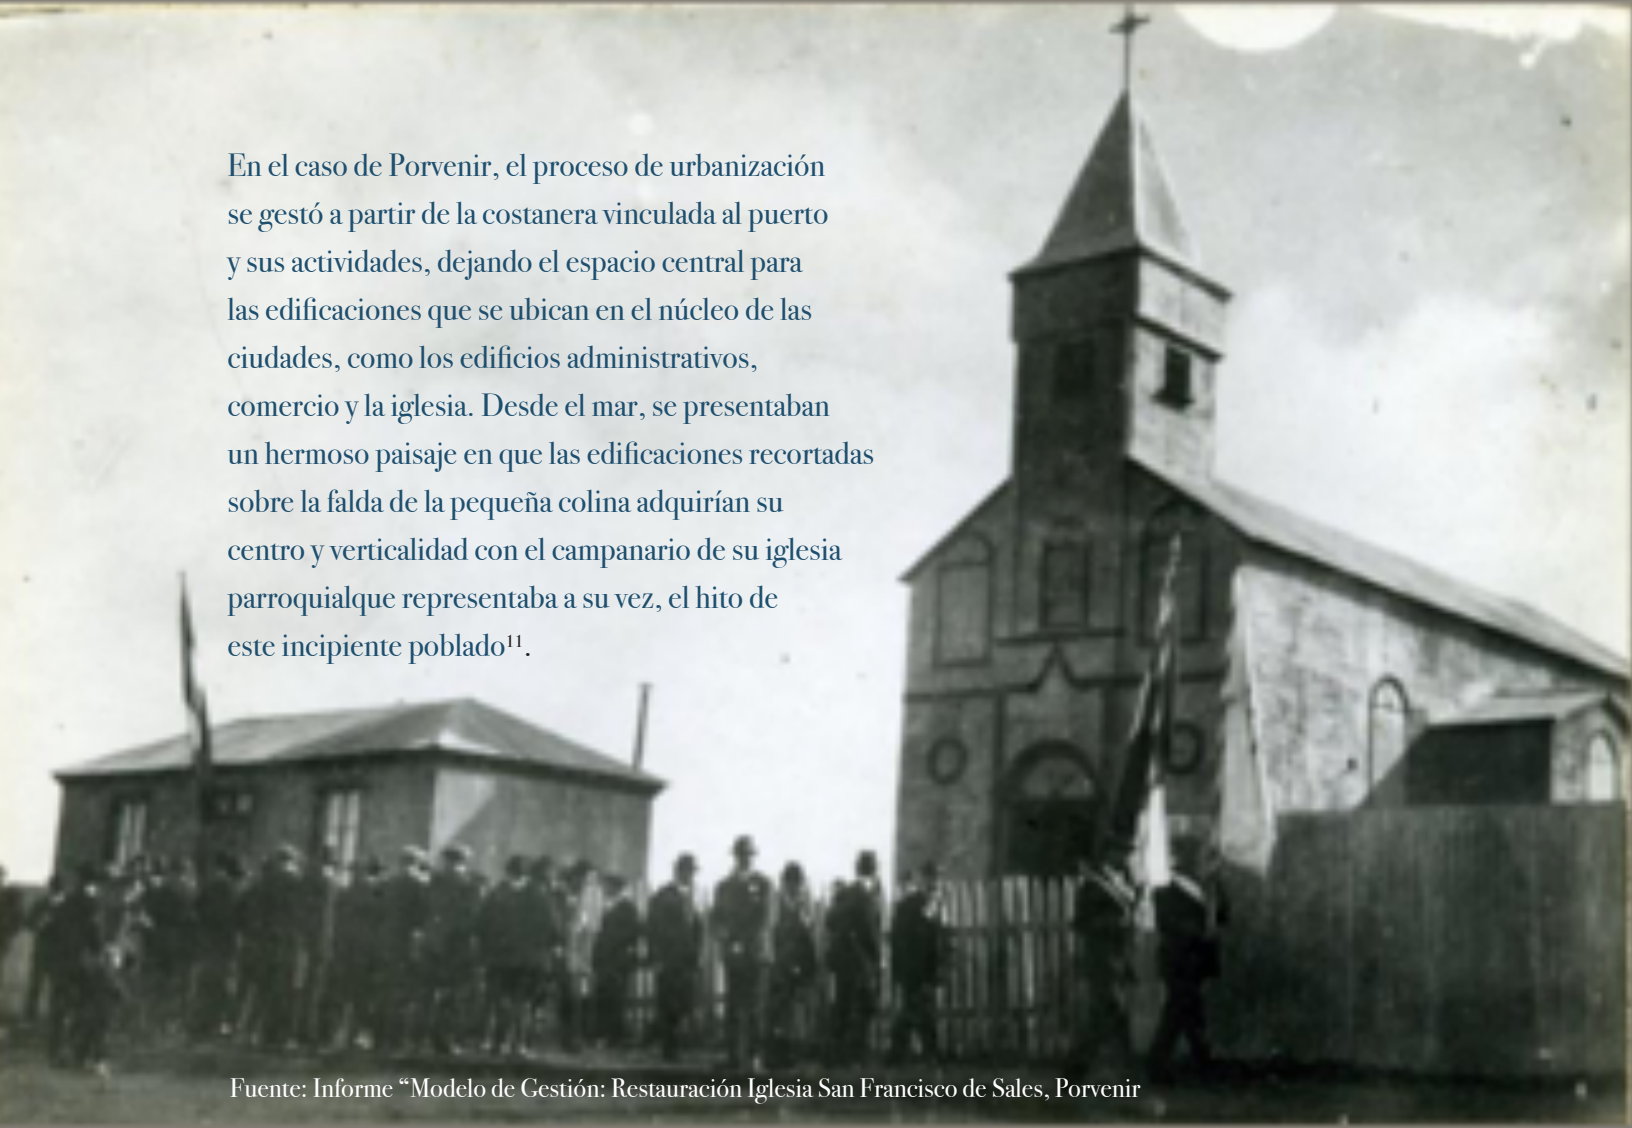 En el caso de Porvenir, el proceso de urbanización
se gestó a partir de la costanera vinculada al puerto
y sus actividades, dejando el espacio central para
las edificaciones que se ubican en el núcleo de las
ciudades, como los edificios administrativos,
comercio y la iglesia. Desde el mar, se presentaban
un hermoso paisaje en que las edificaciones recortadas
sobre la falda de la pequeña colina adquirían su
centro y verticalidad con el campanario de su iglesia
parroquialque representaba a su vez, el hito de
este incipiente poblado¹¹.
Fuente: Informe “Modelo de Gestión: Restauración Iglesia San Francisco de Sales, Porvenir